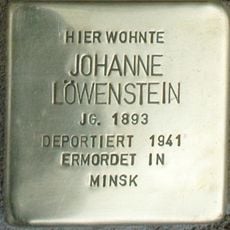 HIER WOHNTE
JOHANNE
LÖWENSTEIN
JG. 1893
DEPORTIERT 1941
ERMORDET IN
MINSK